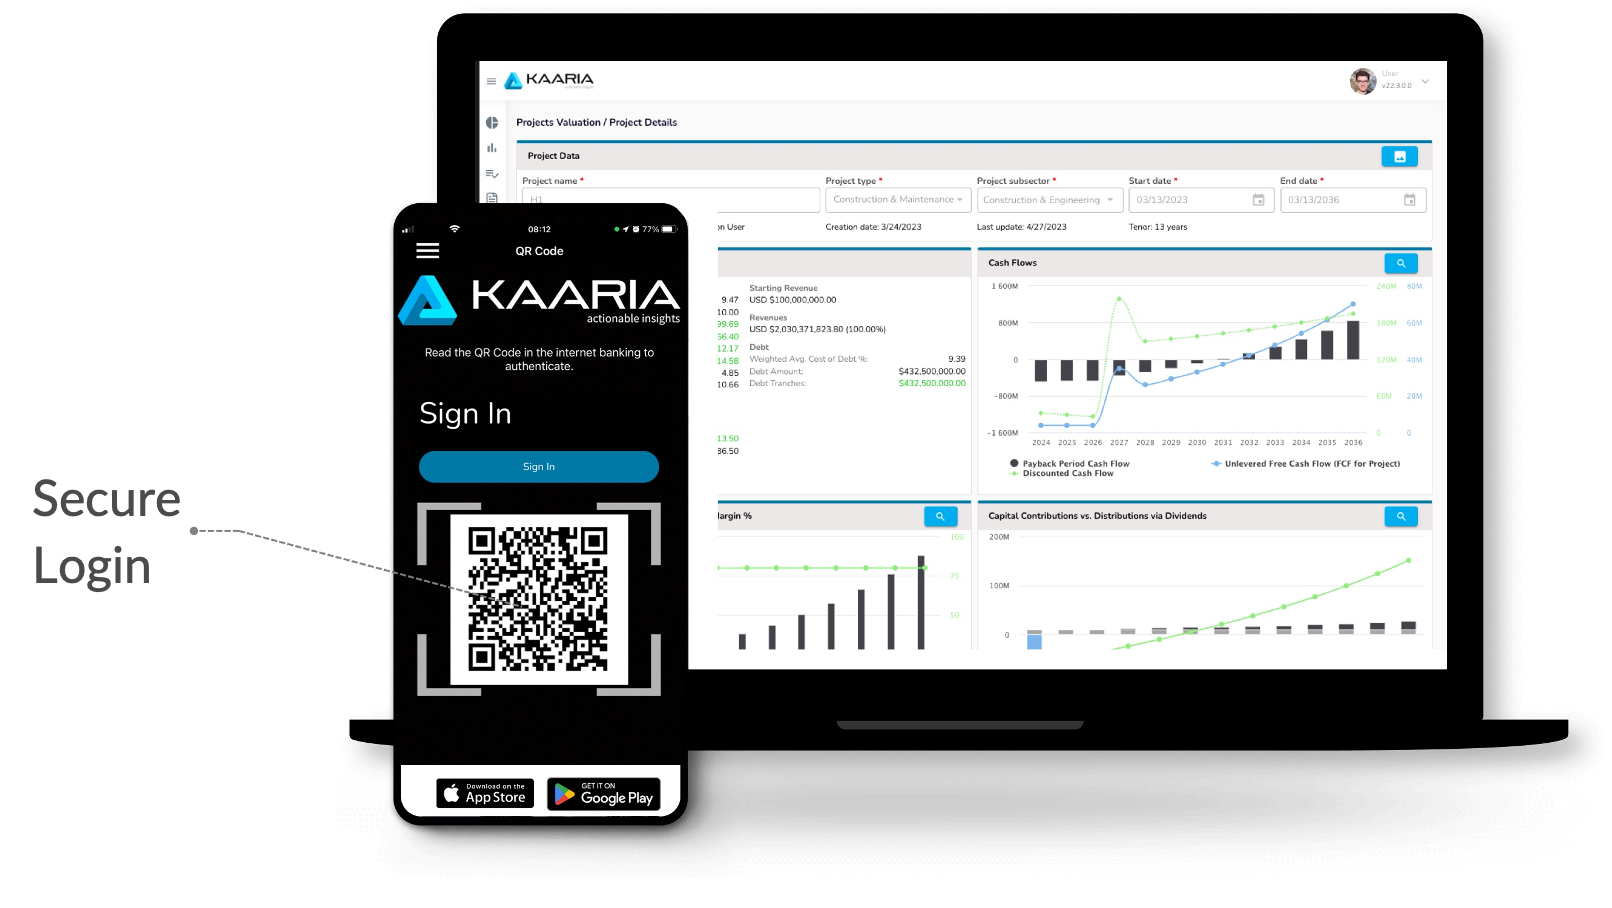 KAARIA
User
v22.3.0.0
Projects Valuation / Project Details
Project Data
Project name *
Project type *
Project subsector *
Start date *
End date *
H1
Construction & Maintenance
Construction & Engineering
03/13/2023
03/13/2036
on User
Creation date: 3/24/2023
Last update: 4/27/2023
Tenor: 13 years
9.47
10.00
99.69
56.40
12.17
14.58
4.85
10.66
13.50
86.50
Starting Revenue
USD $100,000,000.00
Revenues
USD $2,030,371,823.80 (100.00%)
Debt
Weighted Avg. Cost of Debt %: 9.39
Debt Amount: $432,500,000.00
Debt Tranches: $432,500,000.00
Cash Flows
1 600M
800M
0
-800M
-1 600M
240M 80M
180M 60M
120M 40M
60M 20M
0 0
2024 2025 2026 2027 2028 2029 2030 2031 2032 2033 2034 2035 2036
Payback Period Cash Flow
Unlevered Free Cash Flow (FCF for Project)
Discounted Cash Flow
Margin %
100
75
50
Capital Contributions vs. Distributions via Dividends
200M
100M
0
08:12
77%
QR Code
KAARIA
actionable insights
Read the QR Code in the internet banking to
authenticate.
Sign In
Sign In
Download on the
App Store
GET IT ON
Google Play
Secure
Login